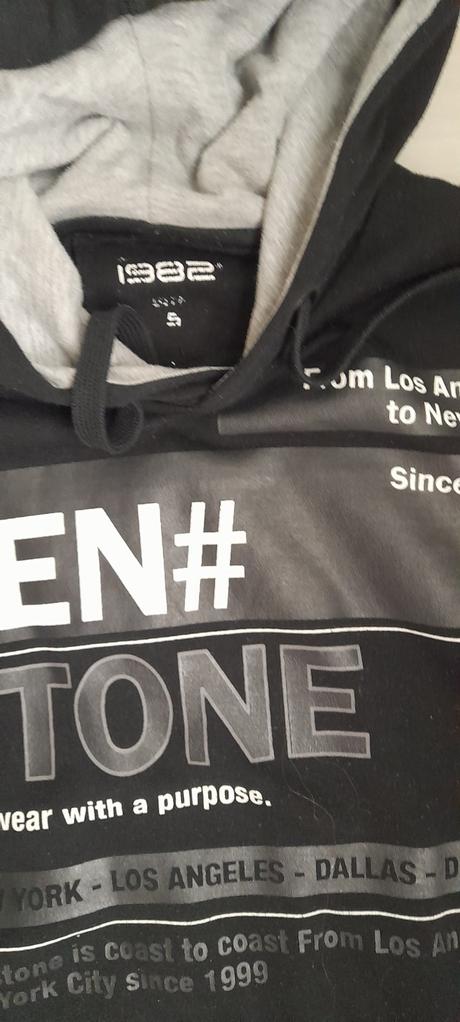 1982
S
From Los An
to Nev
Since
EN#
TONE
wear with a purpose.
YORK - LOS ANGELES - DALLAS - D
stone is coast to coast From Los An
York City since 1999